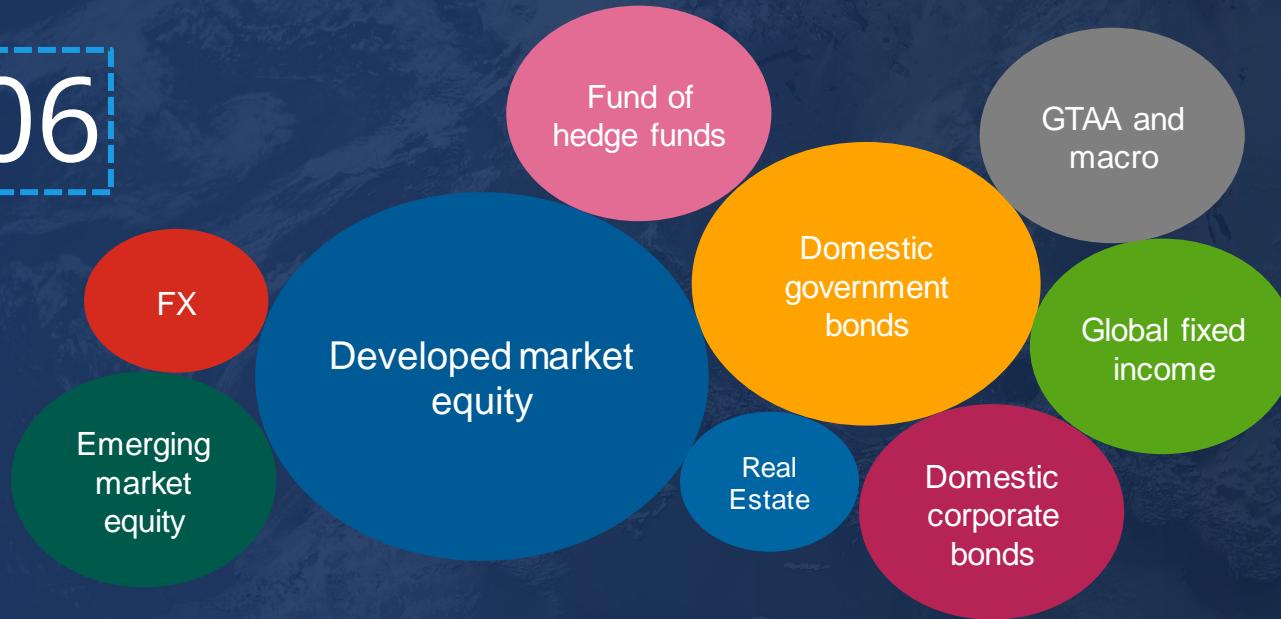 06
Fund of
hedge funds
GTAA and
macro
Domestic
government
bonds
FX
Developed market
equity
Global fixed
income
Emerging
market
equity
Real
Estate
Domestic
corporate
bonds